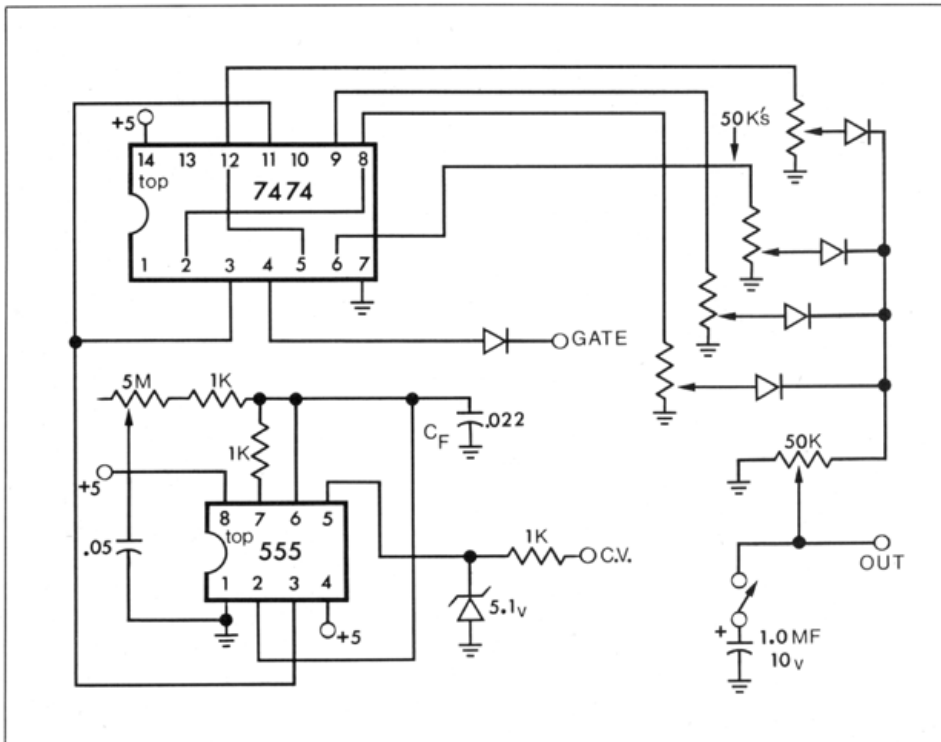 +5
14 13 12 11 10 9 8
top
7474
1 2 3 4 5 6 7
50K's
GATE
5M
1K
1K
C F
.022
+5
8 7 6 5
top
555
1 2 3 4
.05
+5
1K
C.V.
5.1v
50K
OUT
+
1.0 MF
10v